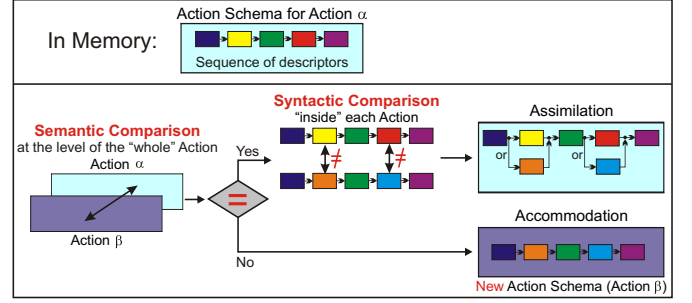 In Memory:
Action Schema for Action α
Sequence of descriptors
Semantic Comparison
at the level of the "whole" Action
Action α
Action β
=
Yes
No
Syntactic Comparison
"inside" each Action
≠
≠
Assimilation
or
or
Accommodation
New Action Schema (Action β)